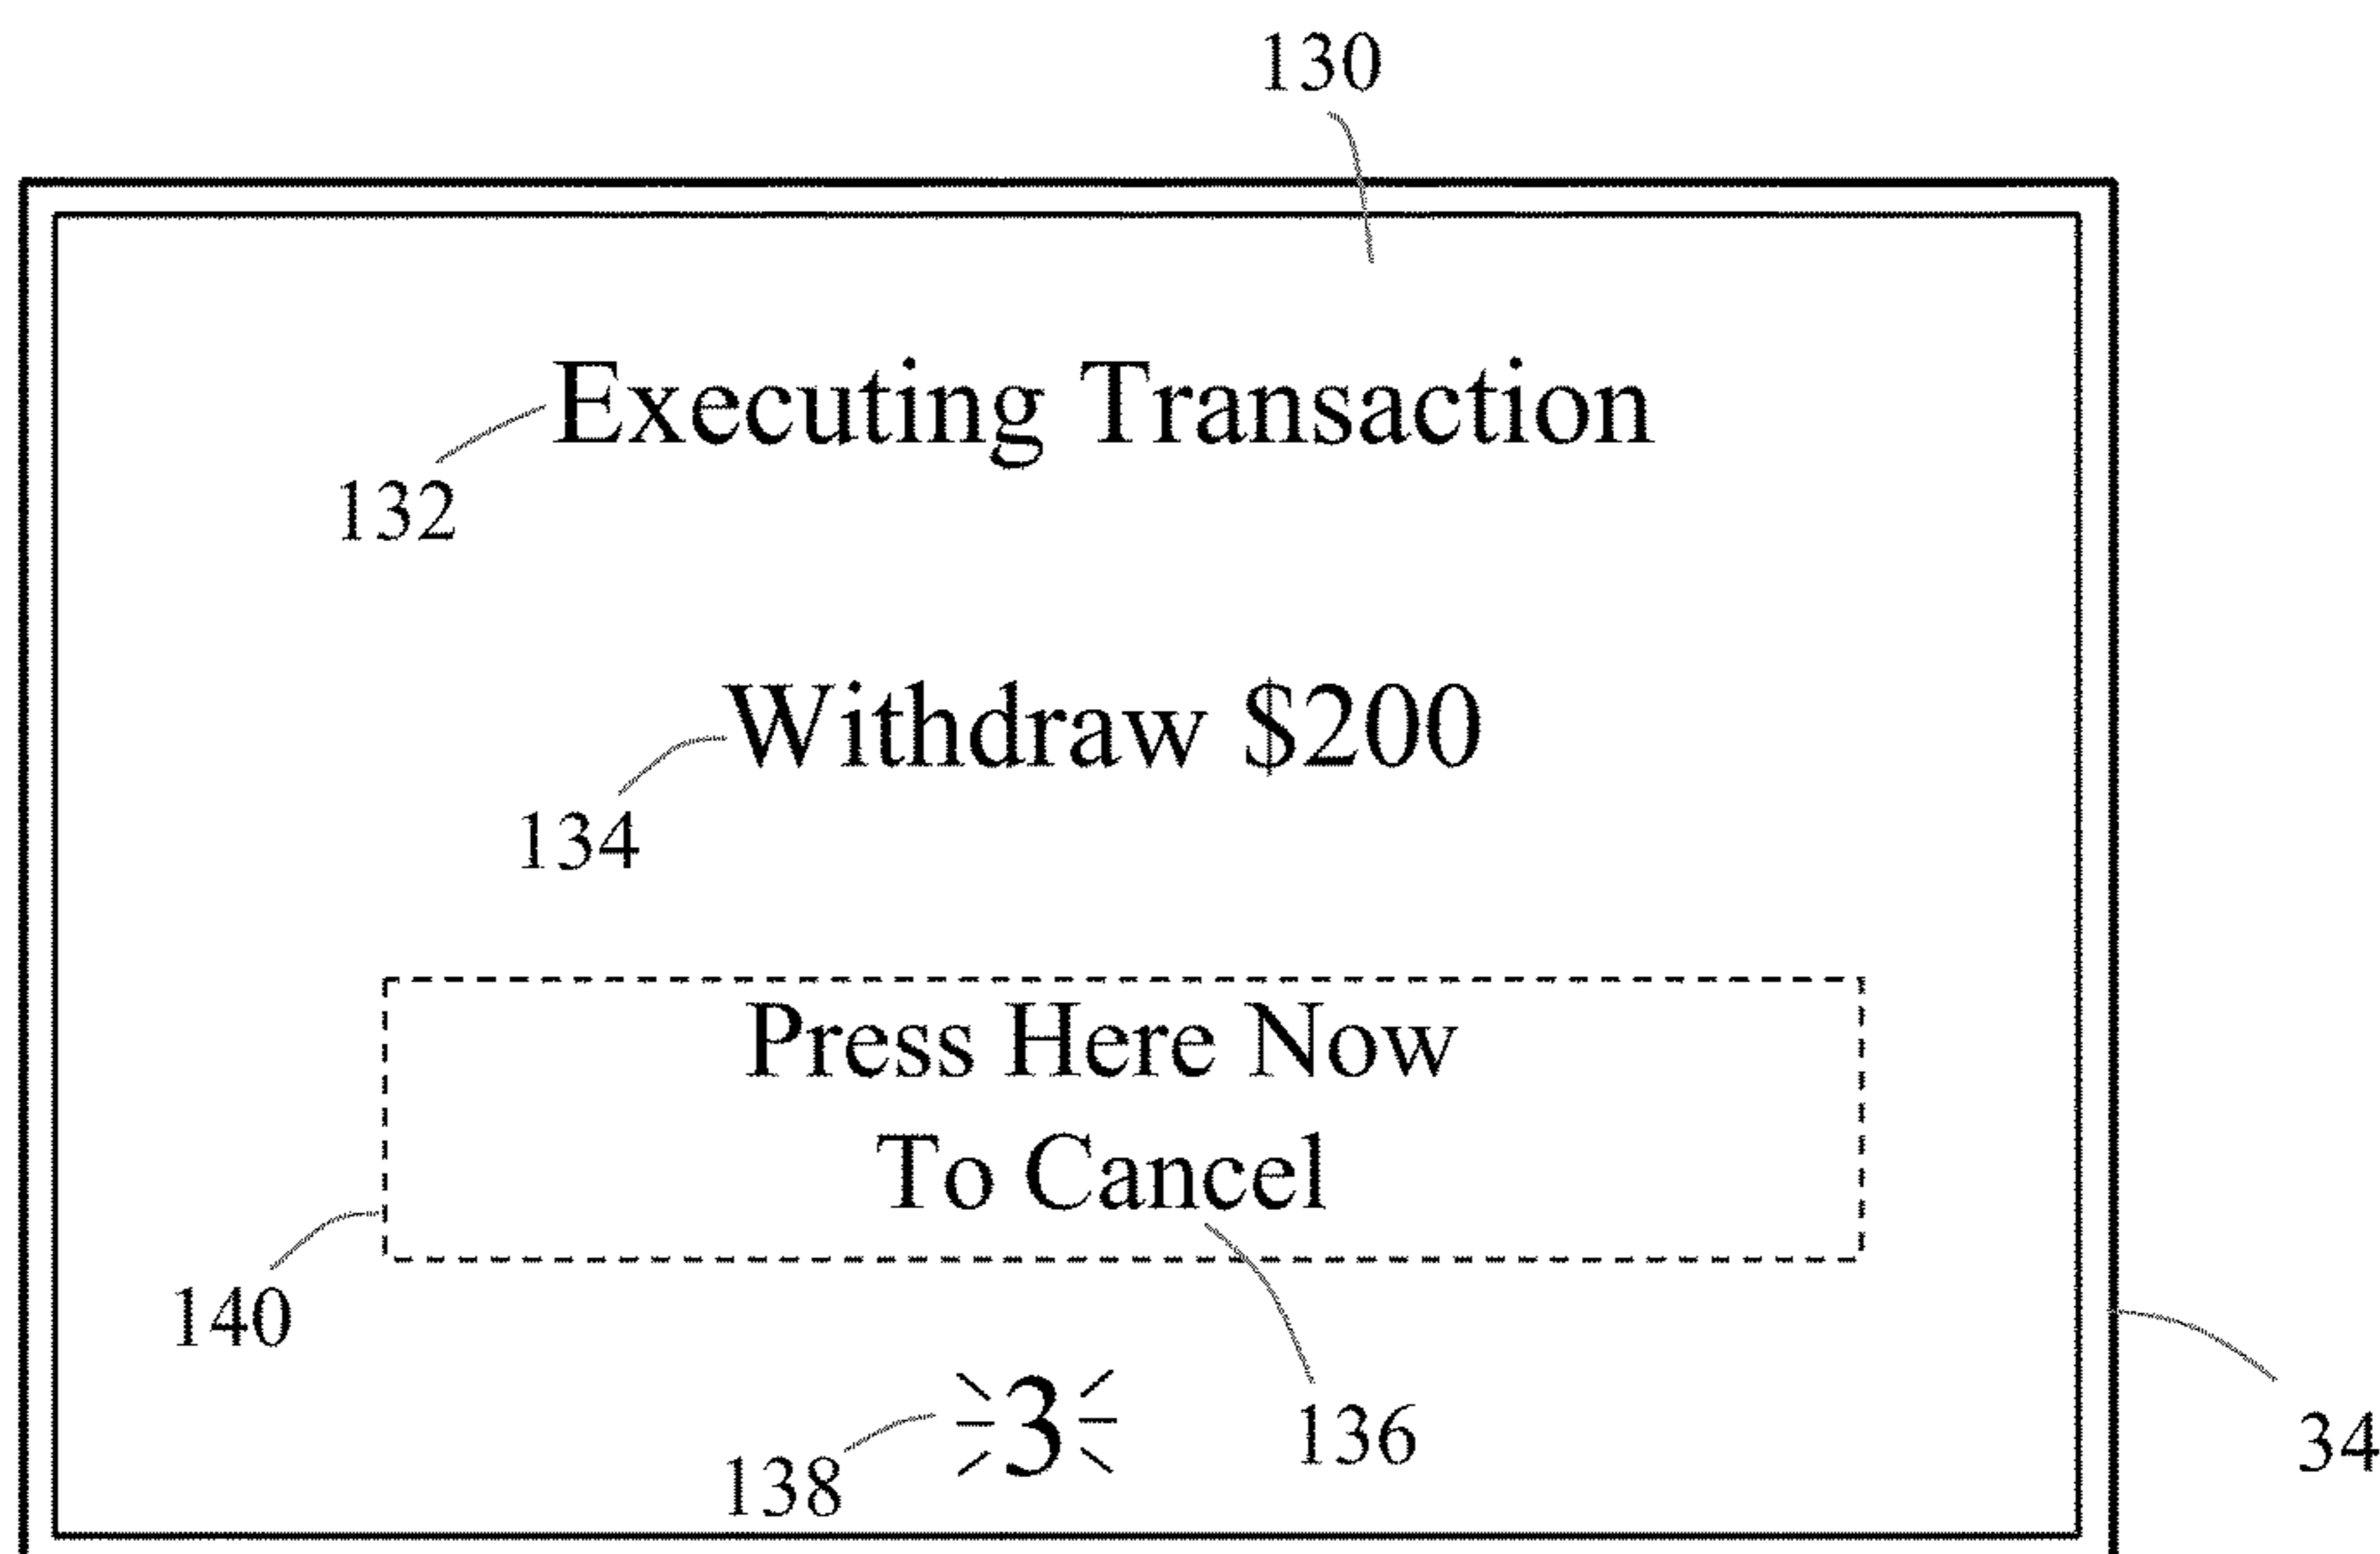 130
Executing Transaction
132
Withdraw $200
134
Press Here Now
To Cancel
140
3
136
138
34